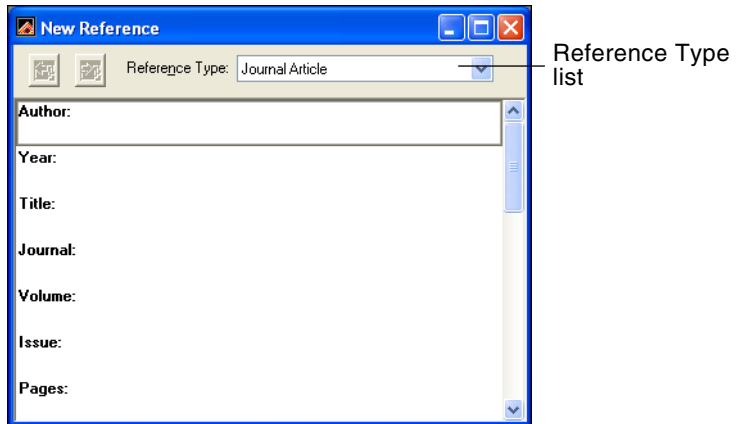 New Reference
Reference Type: Journal Article
Reference Type
list
Author:
Year:
Title:
Journal:
Volume:
Issue:
Pages: